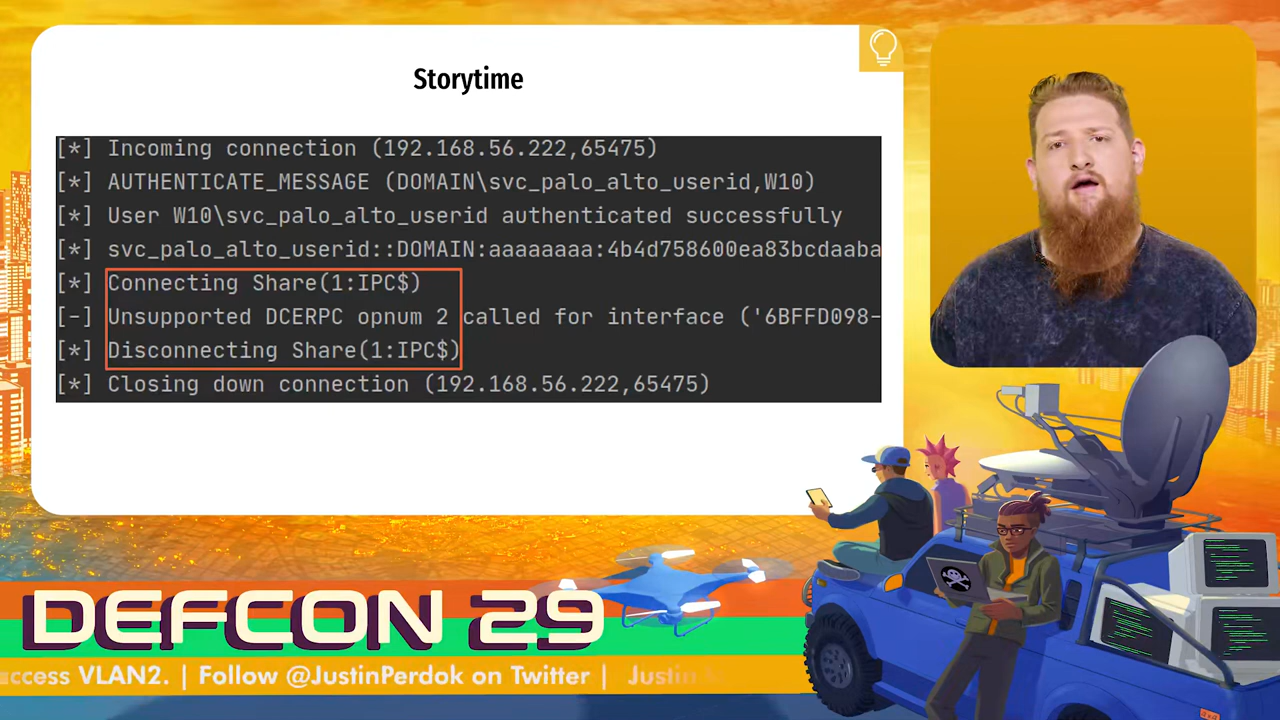 Storytime
[*] Incoming connection (192.168.56.222,65475)
[*] AUTHENTICATE_MESSAGE (DOMAIN\svc_palo_alto_userid,W10)
[*] User W10\svc_palo_alto_userid authenticated successfully
[*] svc_palo_alto_userid::DOMAIN:aaaaaaaa:4b4d758600ea83bcdaaba
[*] Connecting Share(1:IPC$)
[-] Unsupported DCERPC opnum 2 called for interface ('6BFFD098-
[*] Disconnecting Share(1:IPC$)
[*] Closing down connection (192.168.56.222,65475)
DEFCON 29
ccess VLAN2. | Follow @JustinPerdok on Twitter | Justin